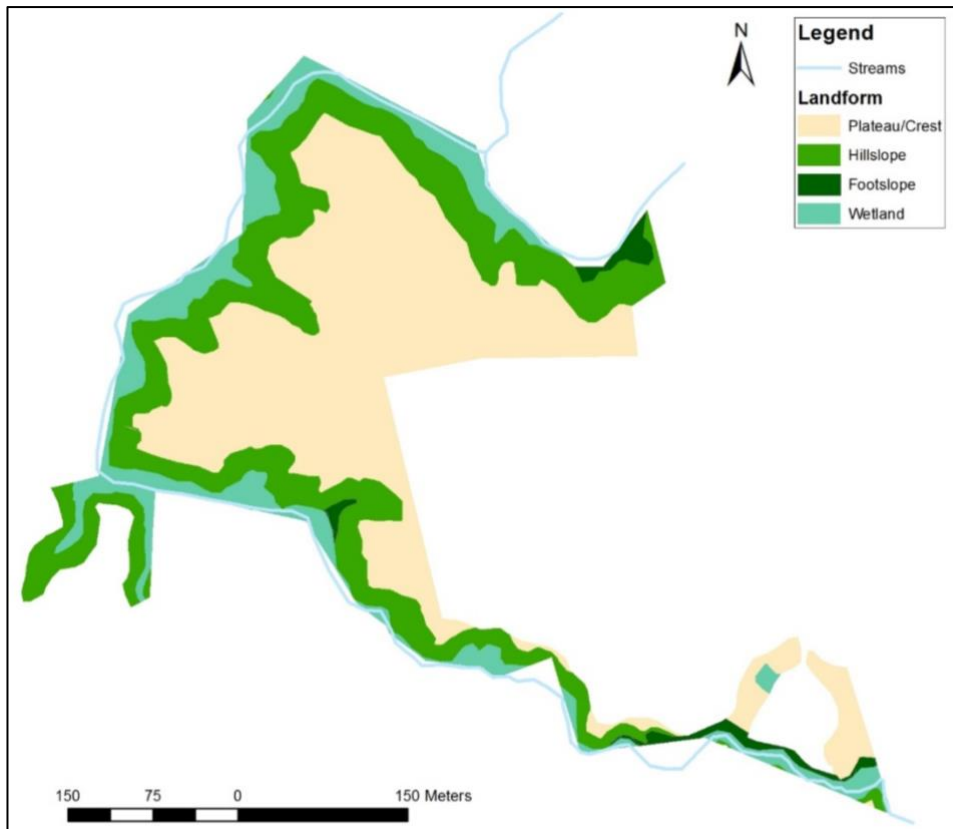 N
Legend
Streams
Landform
Plateau/Crest
Hillslope
Footslope
Wetland
150 75 0 150 Meters